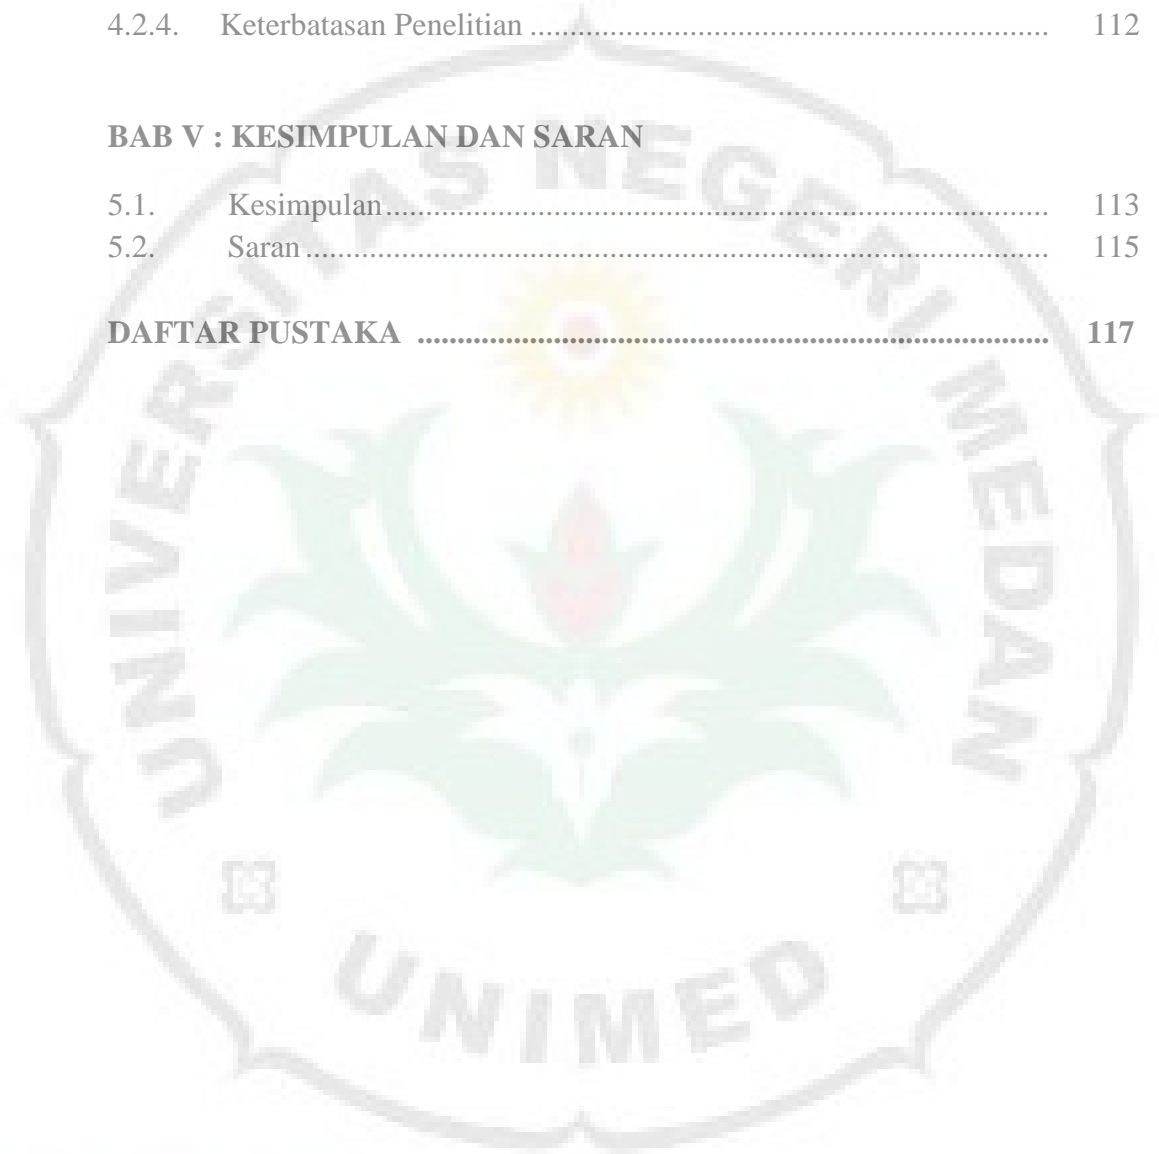 4.2.4. Keterbatasan Penelitian ................................................................. 112
BAB V : KESIMPULAN DAN SARAN
5.1. Kesimpulan ................................................................................... 113
5.2. Saran ............................................................................................. 115
DAFTAR PUSTAKA ................................................................................ 117
UNIVERSITAS NEGERI MEDAN
UNIMED